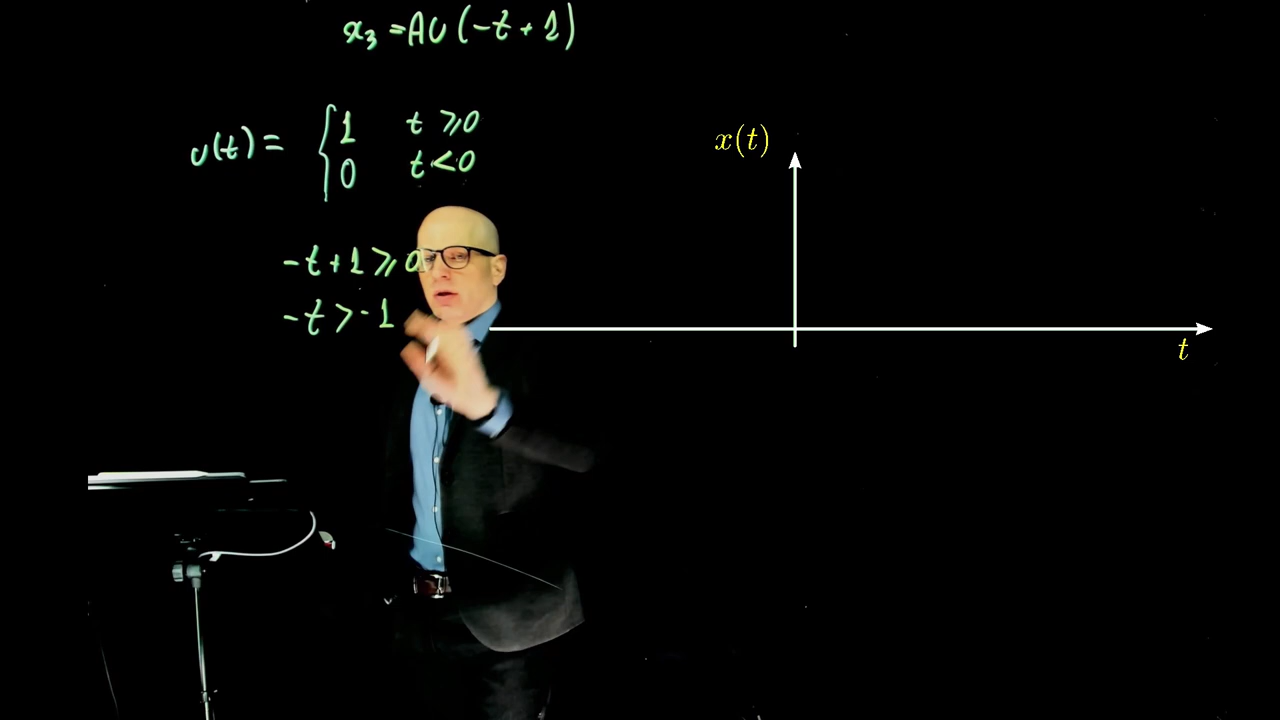 x₃ = AU(-t+1)
u(t) = { 1 t ⩾ 0
0 t < 0
x(t)
-t+1 ⩾ 0
-t > -1
t